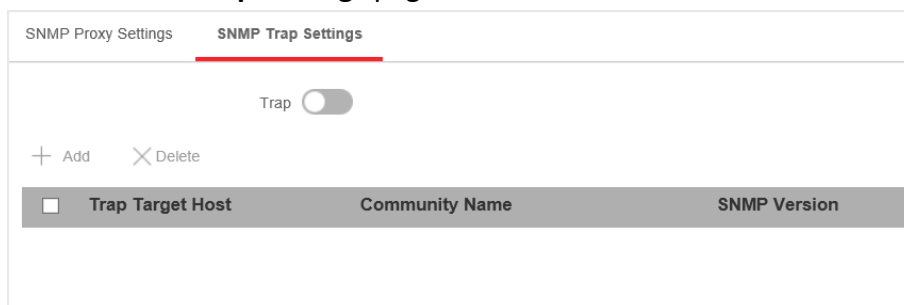 SNMP Proxy Settings SNMP Trap Settings
Trap
Add Delete
Trap Target Host Community Name SNMP Version